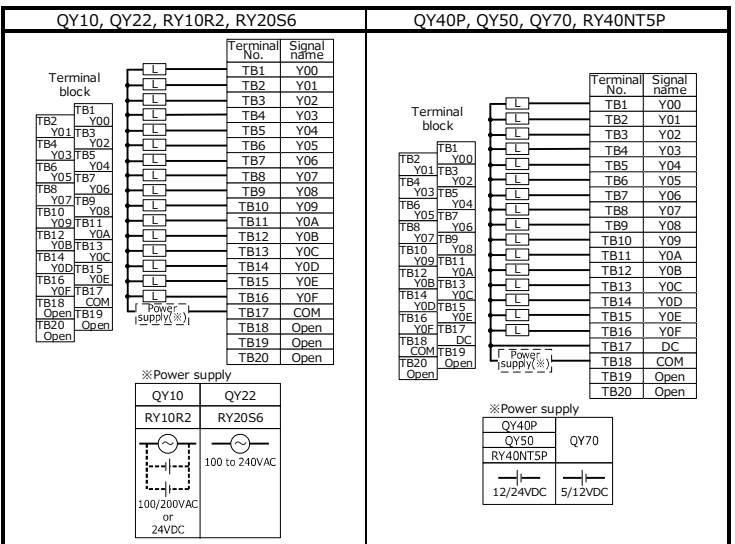 QY10, QY22, RY10R2, RY20S6
Terminal No. Signal name
L TB1 Y00
L TB2 Y01
L TB3 Y02
L TB4 Y03
L TB5 Y04
L TB6 Y05
L TB7 Y06
L TB8 Y07
L TB9 Y08
L TB10 Y09
L TB11 Y0A
L TB12 Y0B
L TB13 Y0C
L TB14 Y0D
L TB15 Y0E
L TB16 Y0F
Power supply(※) TB17 COM
TB18 Open
TB19 Open
TB20 Open
Terminal
block
TB1
TB2 Y00
Y01 TB3
TB4 Y02
Y03 TB5
TB6 Y04
Y05 TB7
TB8 Y06
Y07 TB9
TB10 Y08
Y09 TB11
TB12 Y0A
Y0B TB13
TB14 Y0C
Y0D TB15
TB16 Y0E
Y0F TB17
TB18 COM
Open TB19
TB20 Open
Open
※Power supply
QY10 QY22
RY10R2 RY20S6
100/200VAC
or
24VDC
100 to 240VAC
QY40P, QY50, QY70, RY40NT5P
Terminal No. Signal name
L TB1 Y00
L TB2 Y01
L TB3 Y02
L TB4 Y03
L TB5 Y04
L TB6 Y05
L TB7 Y06
L TB8 Y07
L TB9 Y08
L TB10 Y09
L TB11 Y0A
L TB12 Y0B
L TB13 Y0C
L TB14 Y0D
L TB15 Y0E
L TB16 Y0F
TB17 DC
Power supply(※) TB18 COM
TB19 Open
TB20 Open
Terminal
block
TB1
TB2 Y00
Y01 TB3
TB4 Y02
Y03 TB5
TB6 Y04
Y05 TB7
TB8 Y06
Y07 TB9
TB10 Y08
Y09 TB11
TB12 Y0A
Y0B TB13
TB14 Y0C
Y0D TB15
TB16 Y0E
Y0F TB17
TB18 DC
COM TB19
TB20 Open
Open
※Power supply
QY40P
QY50
RY40NT5P
QY70
12/24VDC 5/12VDC